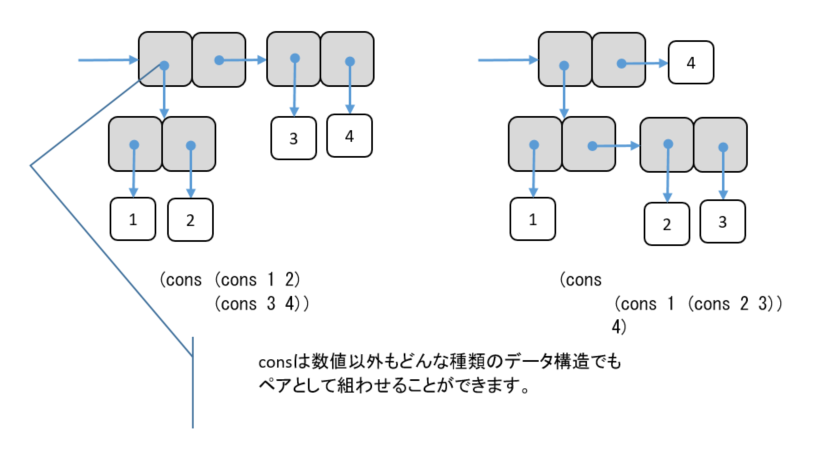 4
3
4
1
2
1
2
3
(cons (cons 1 2)
(cons 3 4))
(cons
(cons 1 (cons 2 3))
4)
consは数値以外もどんな種類のデータ構造でも
ペアとして組わせることができます。